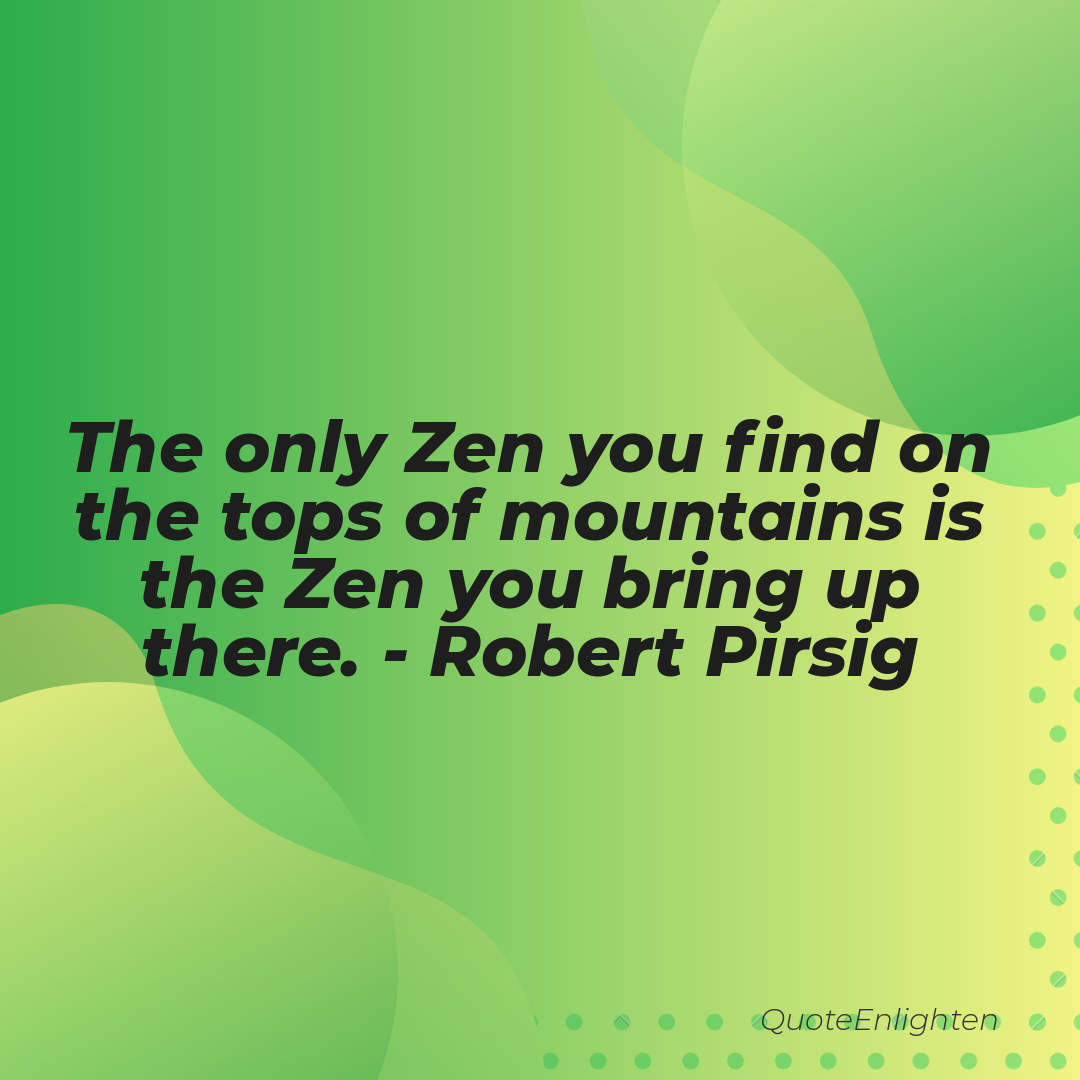 The only Zen you find on
the tops of mountains is
the Zen you bring up
there. - Robert Pirsig
QuoteEnlighten